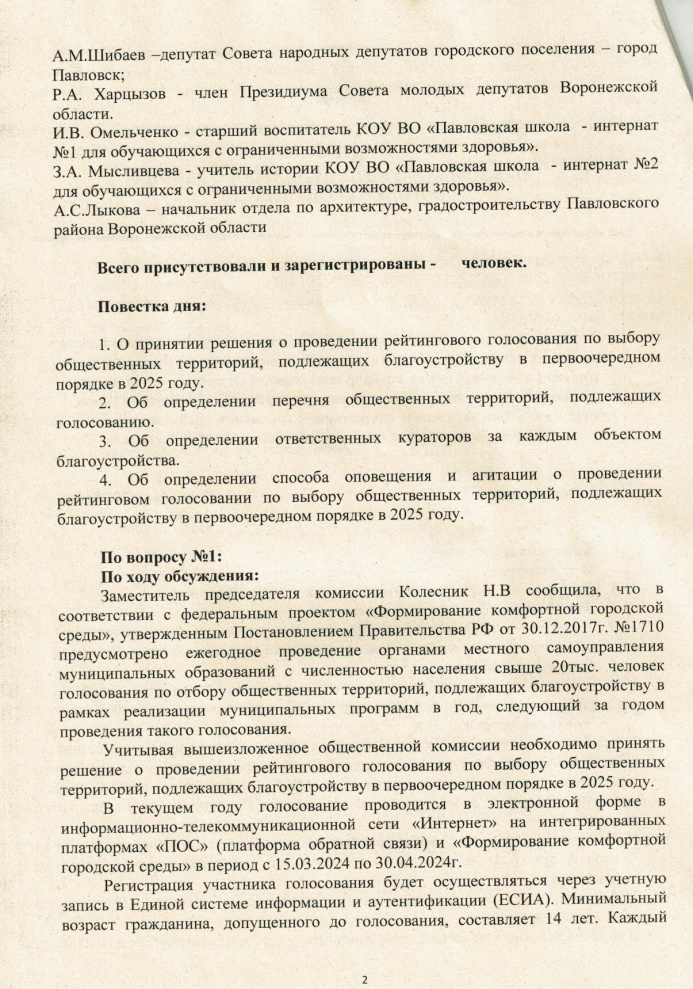 А.М.Шибаев –депутат Совета народных депутатов городского поселения – город
Павловск;
Р.А. Харцызов - член Президиума Совета молодых депутатов Воронежской
области.
И.В. Омельченко - старший воспитатель КОУ ВО «Павловская школа - интернат
№1 для обучающихся с ограниченными возможностями здоровья».
З.А. Мысливцева - учитель истории КОУ ВО «Павловская школа - интернат №2
для обучающихся с ограниченными возможностями здоровья».
А.С.Лыкова – начальник отдела по архитектуре, градостроительству Павловского
района Воронежской области
Всего присутствовали и зарегистрированы - человек.
Повестка дня:
1. О принятии решения о проведении рейтингового голосования по выбору
общественных территорий, подлежащих благоустройству в первоочередном
порядке в 2025 году.
2. Об определении перечня общественных территорий, подлежащих
голосованию.
3. Об определении ответственных кураторов за каждым объектом
благоустройства.
4. Об определении способа оповещения и агитации о проведении
рейтинговом голосовании по выбору общественных территорий, подлежащих
благоустройству в первоочередном порядке в 2025 году.
По вопросу №1:
По ходу обсуждения:
Заместитель председателя комиссии Колесник Н.В сообщила, что в
соответствии с федеральным проектом «Формирование комфортной городской
среды», утвержденным Постановлением Правительства РФ от 30.12.2017г. №1710
предусмотрено ежегодное проведение органами местного самоуправления
муниципальных образований с численностью населения свыше 20тыс. человек
голосования по отбору общественных территорий, подлежащих благоустройству в
рамках реализации муниципальных программ в год, следующий за годом
проведения такого голосования.
Учитывая вышеизложенное общественной комиссии необходимо принять
решение о проведении рейтингового голосования по выбору общественных
территорий, подлежащих благоустройству в первоочередном порядке в 2025 году.
В текущем году голосование проводится в электронной форме в
информационно-телекоммуникационной сети «Интернет» на интегрированных
платформах «ПОС» (платформа обратной связи) и «Формирование комфортной
городской среды» в период с 15.03.2024 по 30.04.2024г.
Регистрация участника голосования будет осуществляться через учетную
запись в Единой системе информации и аутентификации (ЕСИА). Минимальный
возраст гражданина, допущенного до голосования, составляет 14 лет. Каждый
2